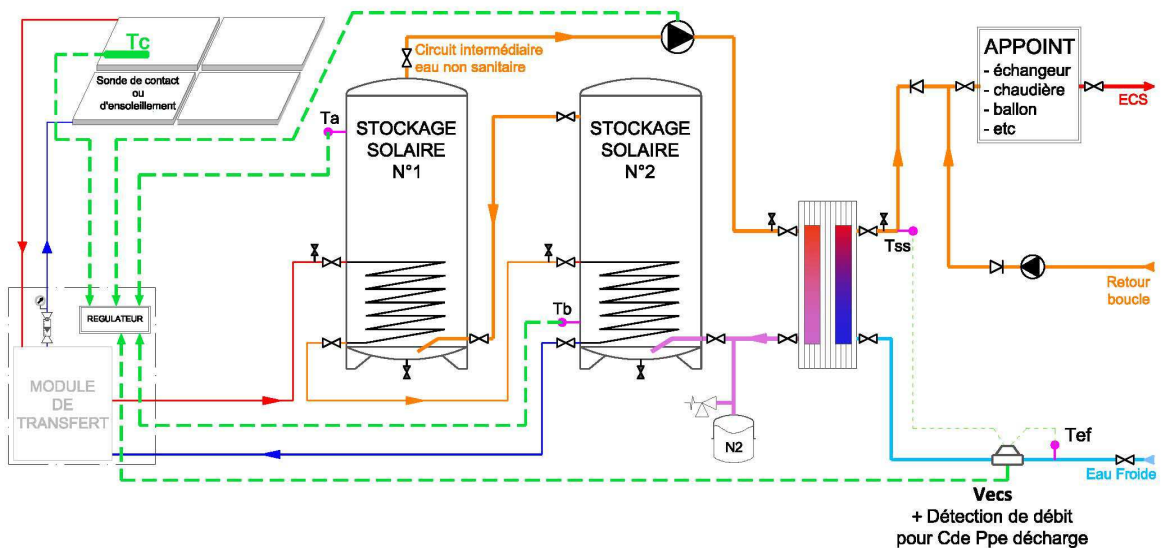 Tc
Sonde de contact
ou
d'ensoleillement
Circuit intermédiaire
eau non sanitaire
APPOINT
- échangeur
- chaudière
- ballon
- etc
ECS
Ta
STOCKAGE
SOLAIRE
N°1
STOCKAGE
SOLAIRE
N°2
Tss
Retour
boucle
REGULATEUR
Tb
MODULE
DE
TRANSFERT
N2
Tef
Eau Froide
Vecs
+ Détection de débit
pour Cde Ppe décharge